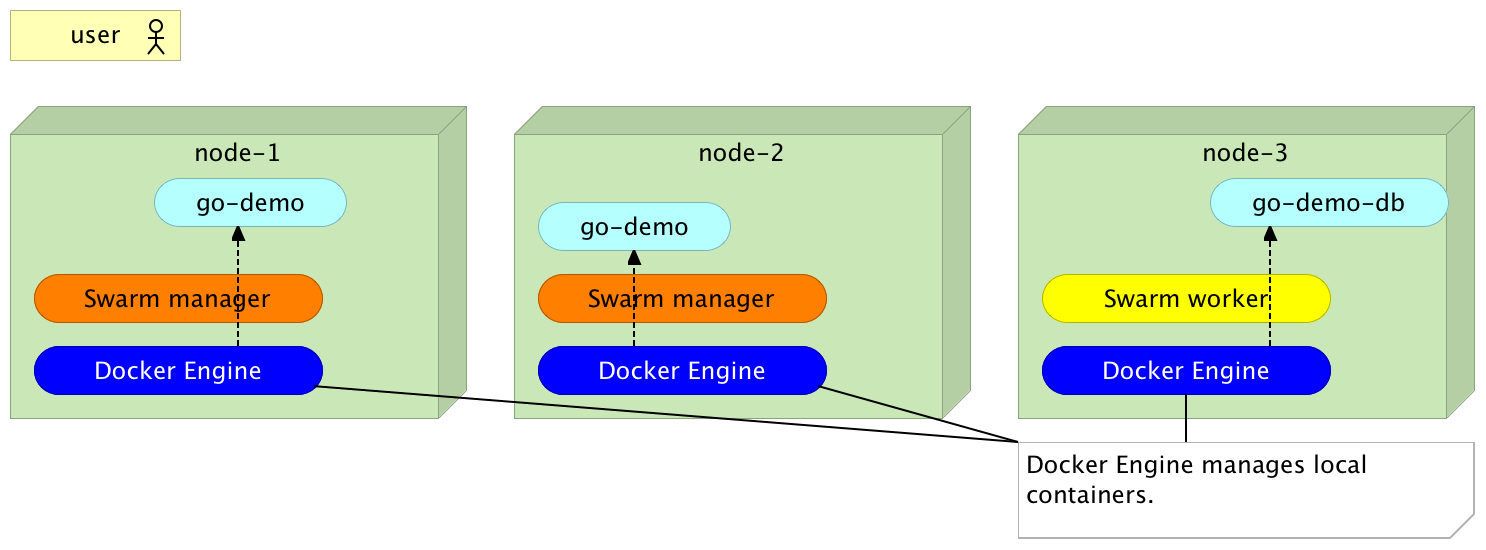 user
node-1
go-demo
Swarm manager
Docker Engine
node-2
go-demo
Swarm manager
Docker Engine
node-3
go-demo-db
Swarm worker
Docker Engine
Docker Engine manages local
containers.